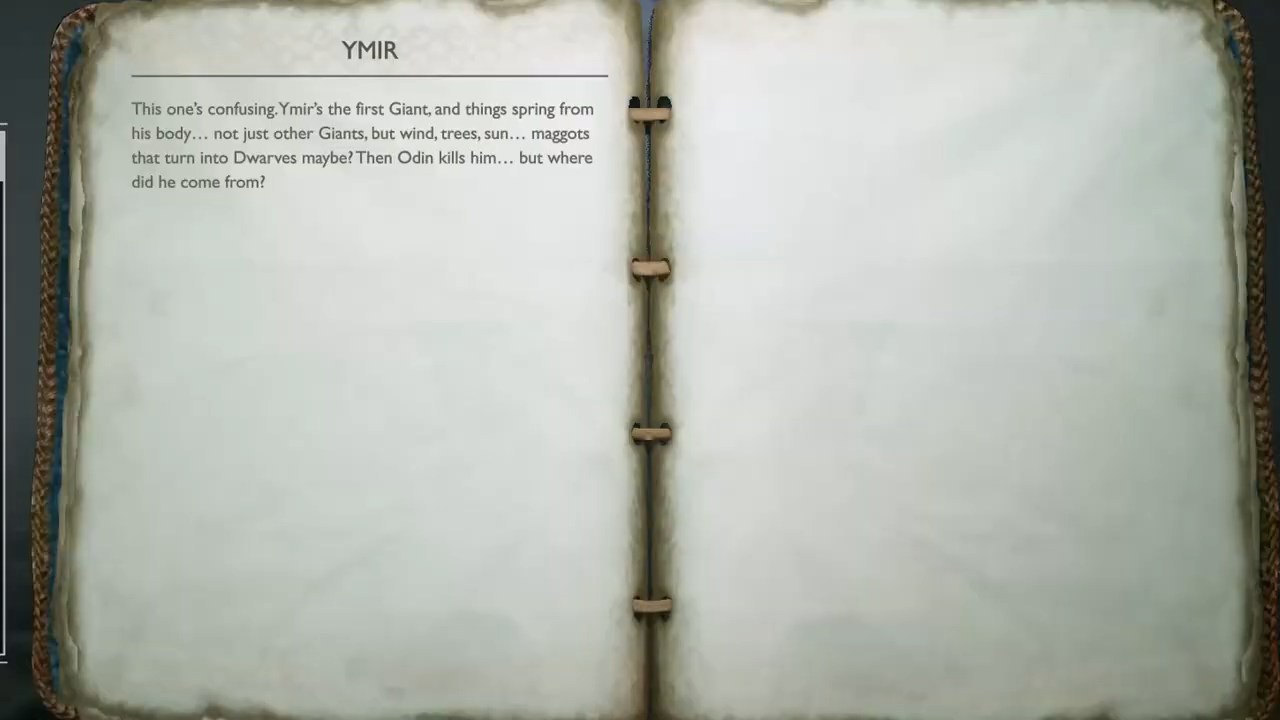 YMIR
This one's confusing. Ymir's the first Giant, and things spring from
his body... not just other Giants, but wind, trees, sun... maggots
that turn into Dwarves maybe? Then Odin kills him... but where
did he come from?